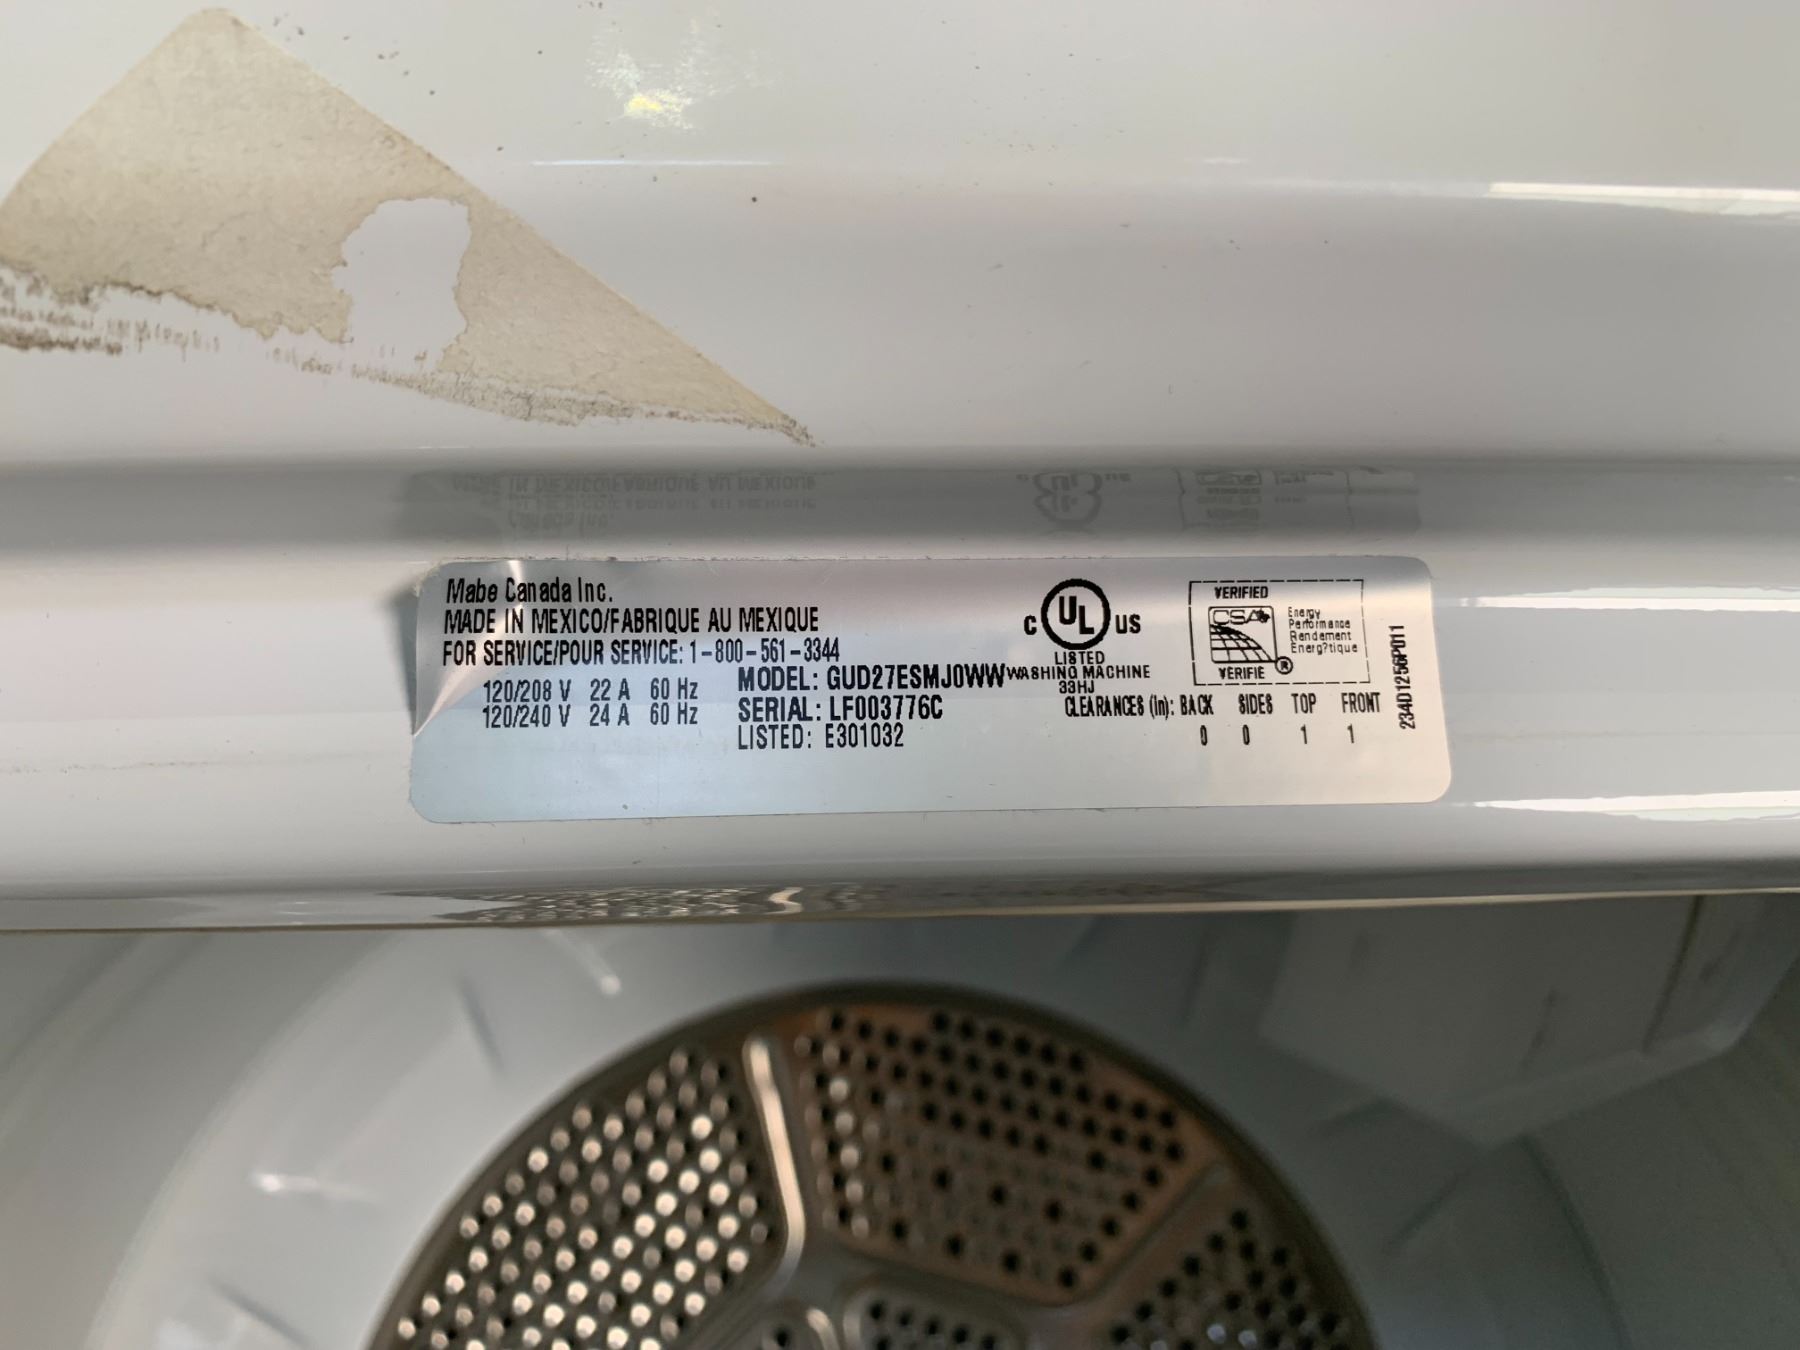 Mabe Canada Inc.
MADE IN MEXICO/FABRIQUE AU MEXIQUE
FOR SERVICE/POUR SERVICE: 1-800-561-3344
120/208 V 22 A 60 Hz
120/240 V 24 A 60 Hz
MODEL: GUD27ESMJ0WW
SERIAL: LF003776C
LISTED: E301032
C UL US
LISTED
WASHING MACHINE
33HJ
VERIFIED
CSA
Energy
Performance
Rendement
Energ?tique
VERIFIE ®
CLEARANCES (in): BACK SIDES TOP FRONT
0 0 1 1
234D1256P011